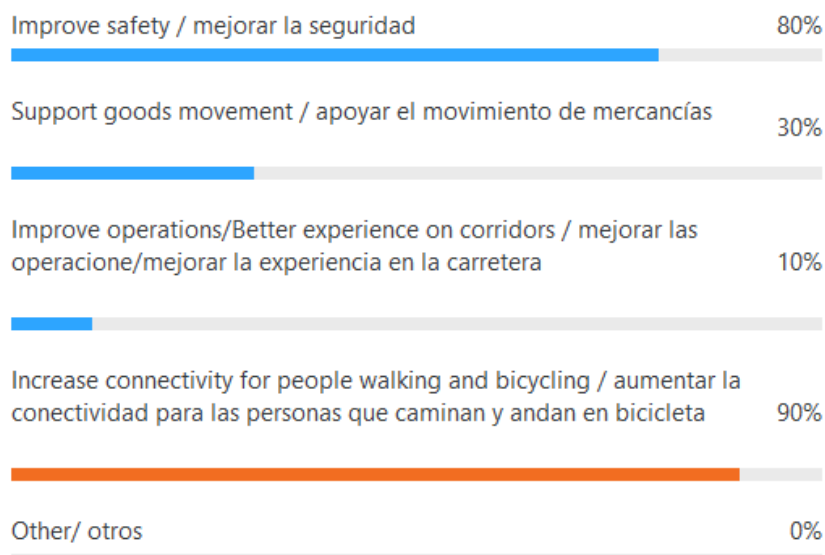 Improve safety / mejorar la seguridad 80%
Support goods movement / apoyar el movimiento de mercancías 30%
Improve operations/Better experience on corridors / mejorar las
operacione/mejorar la experiencia en la carretera 10%
Increase connectivity for people walking and bicycling / aumentar la
conectividad para las personas que caminan y andan en bicicleta 90%
Other/ otros 0%